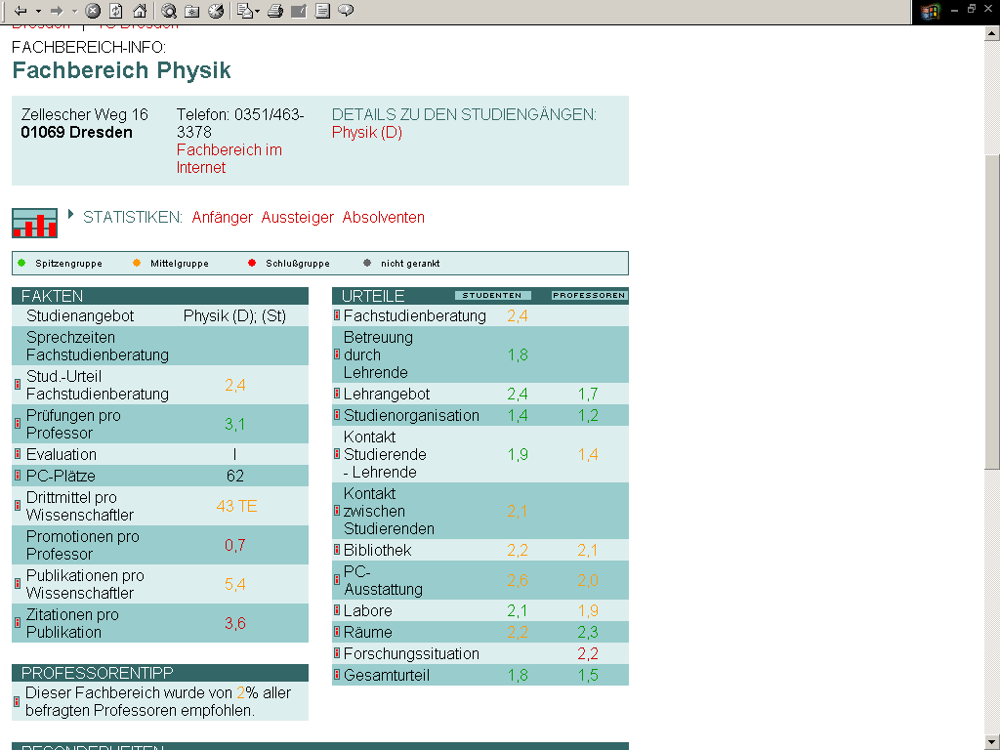 Dresden | TU Dresden
FACHBEREICH-INFO:
Fachbereich Physik
Zellescher Weg 16
01069 Dresden
Telefon: 0351/463-
3378
Fachbereich im
Internet
DETAILS ZU DEN STUDIENGÄNGEN:
Physik (D)
STATISTIKEN: Anfänger Aussteiger Absolventen
Spitzengruppe Mittelgruppe Schlußgruppe nicht gerankt
FAKTEN
Studienangebot Physik (D); (St)
Sprechzeiten
Fachstudienberatung
Stud.-Urteil
Fachstudienberatung 2,4
Prüfungen pro
Professor 3,1
Evaluation I
PC-Plätze 62
Drittmittel pro
Wissenschaftler 43 TE
Promotionen pro
Professor 0,7
Publikationen pro
Wissenschaftler 5,4
Zitationen pro
Publikation 3,6
PROFESSORENTIPP
Dieser Fachbereich wurde von 2% aller
befragten Professoren empfohlen.
URTEILE STUDENTEN PROFESSOREN
Fachstudienberatung 2,4
Betreuung
durch 1,8
Lehrende
Lehrangebot 2,4 1,7
Studienorganisation 1,4 1,2
Kontakt
Studierende 1,9 1,4
- Lehrende
Kontakt
zwischen 2,1
Studierenden
Bibliothek 2,2 2,1
PC-
Ausstattung 2,6 2,0
Labore 2,1 1,9
Räume 2,2 2,3
Forschungssituation 2,2
Gesamturteil 1,8 1,5
BESONDERHEITEN